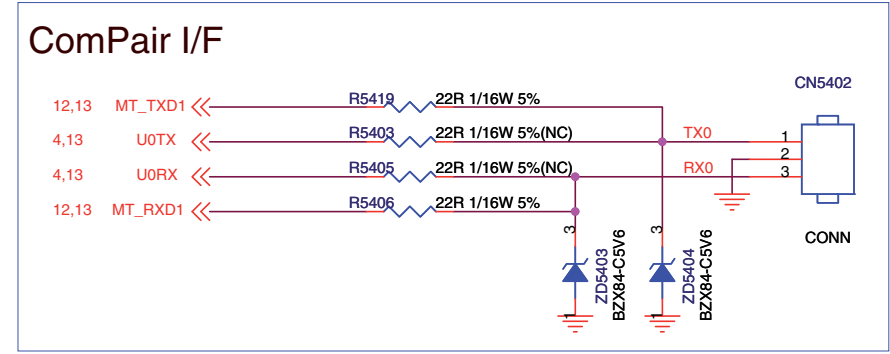 ComPair I/F
CN5402
12,13 MT_TXD1 R5419 22R 1/16W 5%
4,13 U0TX R5403 22R 1/16W 5%(NC) TX0 1
2
4,13 U0RX R5405 22R 1/16W 5%(NC) RX0 3
12,13 MT_RXD1 R5406 22R 1/16W 5%
CONN
3
ZD5403
BZX84-C5V6
1
3
ZD5404
BZX84-C5V6
1